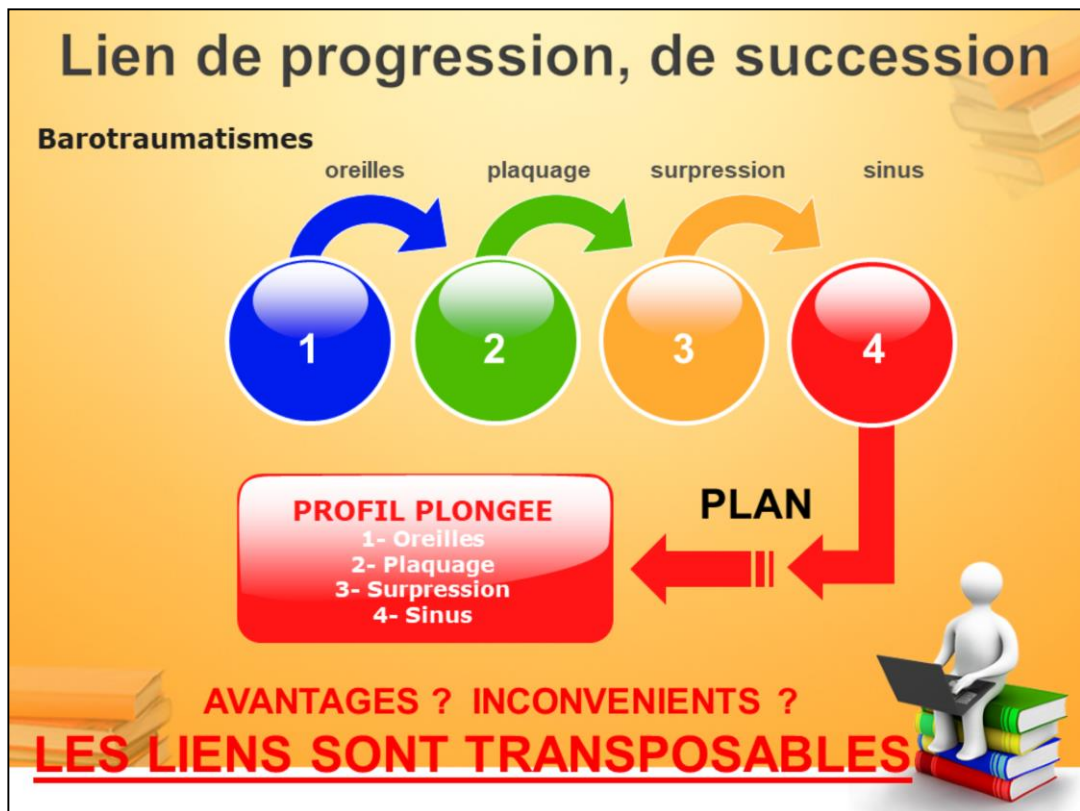 Lien de progression, de succession
Barotraumatismes
oreilles plaquage surpression sinus
1 2 3 4
PLAN
PROFIL PLONGEE
1- Oreilles
2- Plaquage
3- Surpression
4- Sinus
AVANTAGES ? INCONVENIENTS ?
LES LIENS SONT TRANSPOSABLES